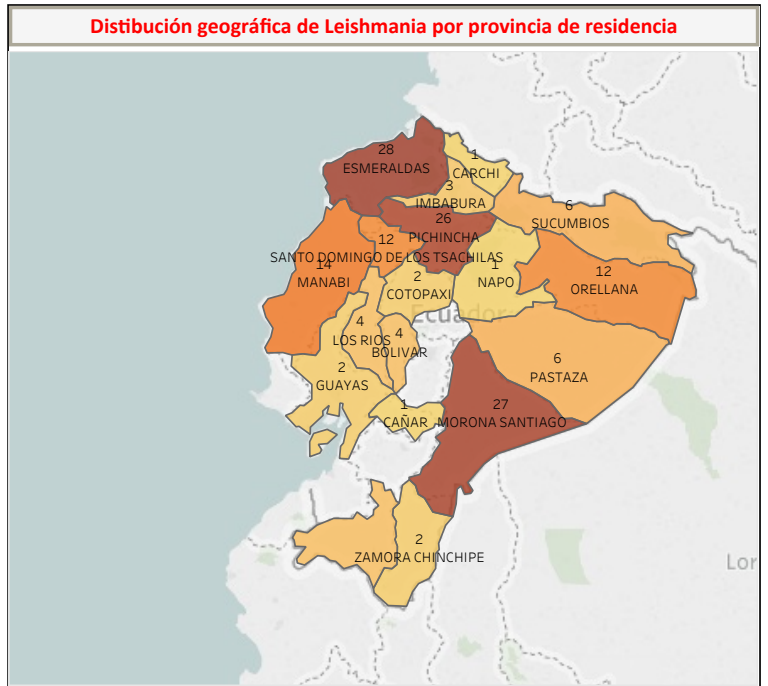 Distibución geográfica de Leishmania por provincia de residencia
28
ESMERALDAS
1
CARCHI
3
IMBABURA
6
SUCUMBIOS
26
PICHINCHA
12
SANTO DOMINGO DE LOS TSACHILAS
14
MANABI
1
NAPO
12
ORELLANA
2
COTOPAXI
Ecuador
4
LOS RIOS
4
BOLIVAR
6
PASTAZA
2
GUAYAS
1
CAÑAR
27
MORONA SANTIAGO
2
ZAMORA CHINCHIPE
Lor